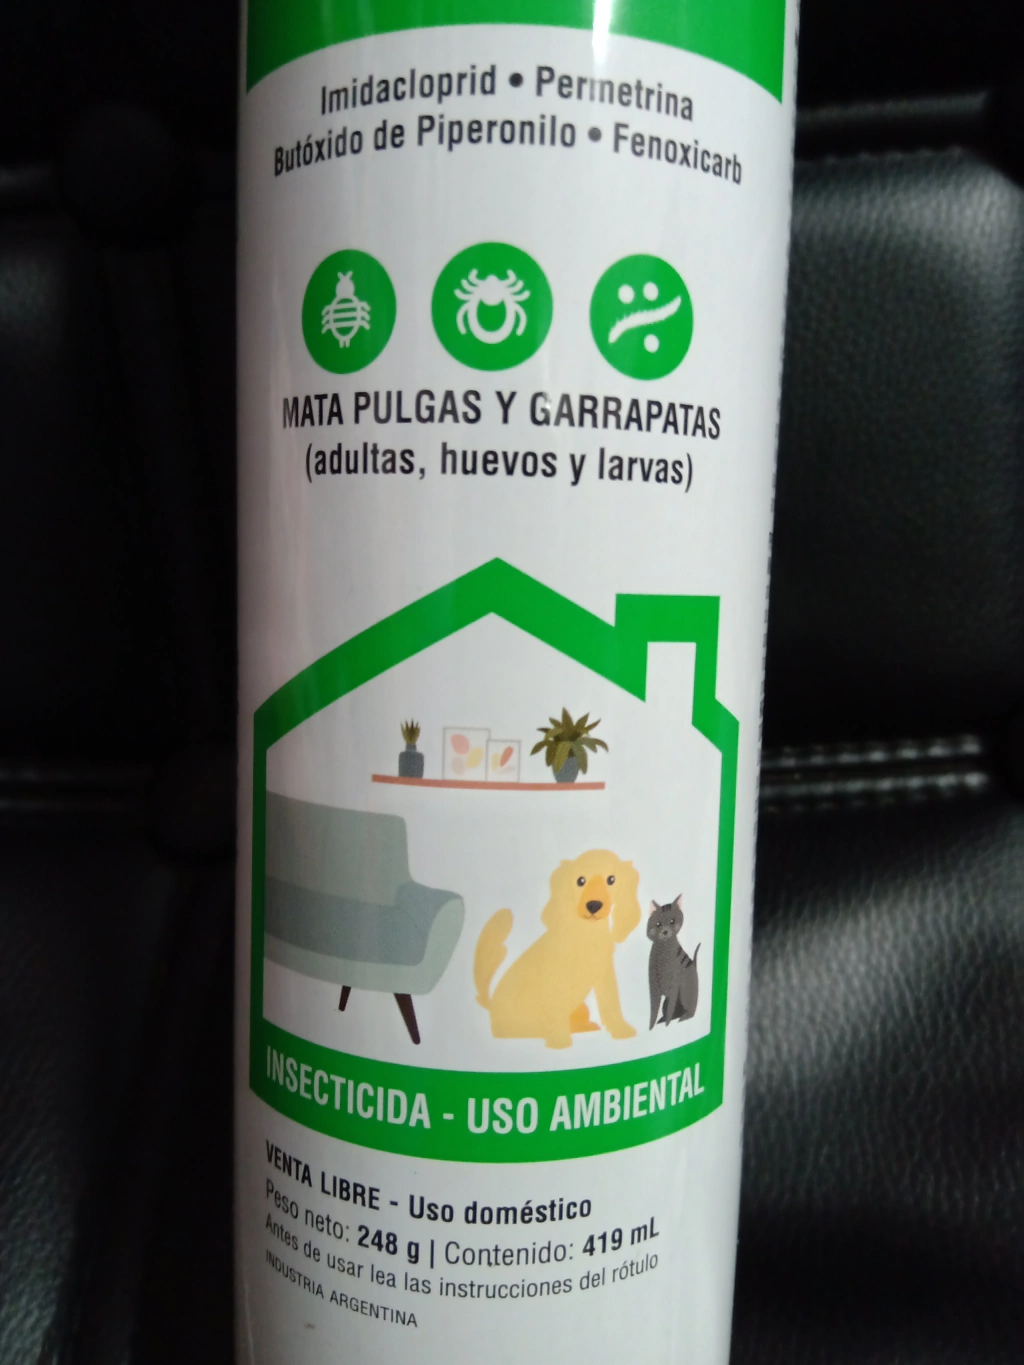 Imidacloprid • Permetrina
Butóxido de Piperonilo • Fenoxicarb
MATA PULGAS Y GARRAPATAS
(adultas, huevos y larvas)
INSECTICIDA - USO AMBIENTAL
VENTA LIBRE - Uso doméstico
Peso neto: 248 g | Contenido: 419 mL
Antes de usar lea las instrucciones del rótulo
INDUSTRIA ARGENTINA